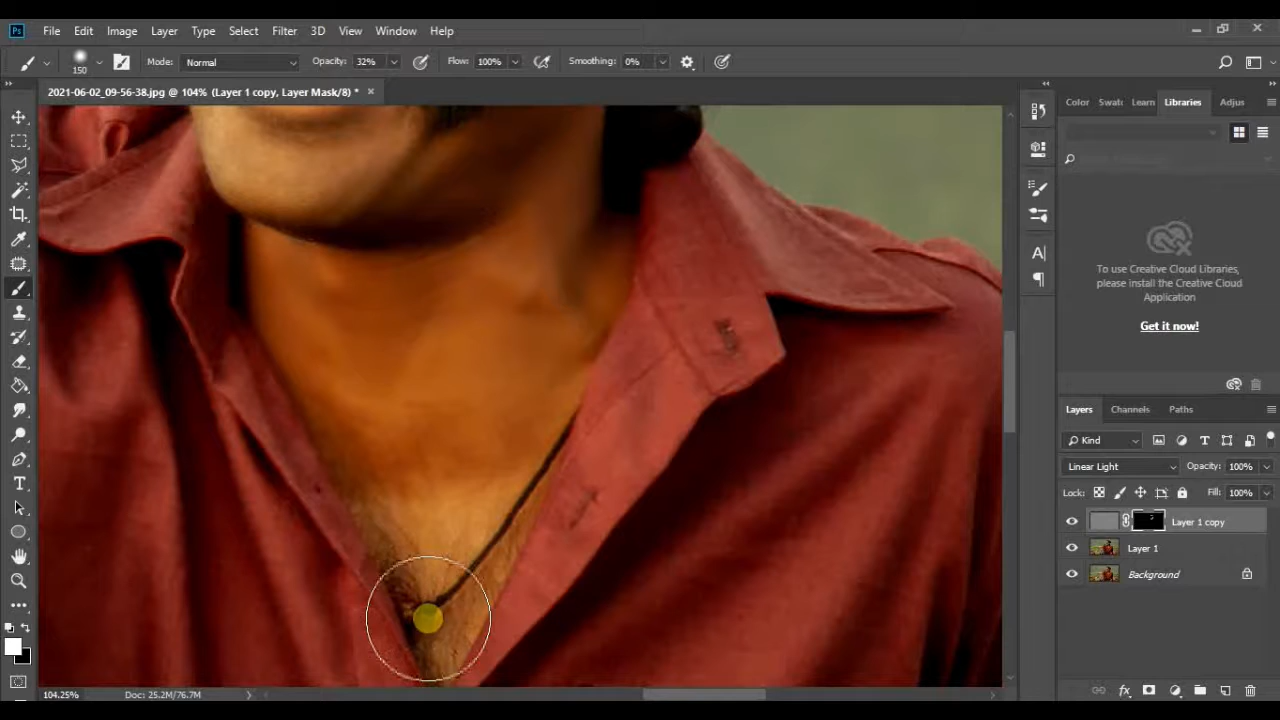 Ps File Edit Image Layer Type Select Filter 3D View Window Help
150 Mode: Normal Opacity: 32% Flow: 100% Smoothing: 0%
2021-06-02_09-56-38.jpg @ 104% (Layer 1 copy, Layer Mask/8) *
Color Swatc Learn Libraries Adjus
To use Creative Cloud Libraries,
please install the Creative Cloud
Application
Get it now!
Layers Channels Paths
Kind
Linear Light Opacity: 100%
Lock: Fill: 100%
Layer 1 copy
Layer 1
Background
fx
104.25% Doc: 25.2M/76.7M